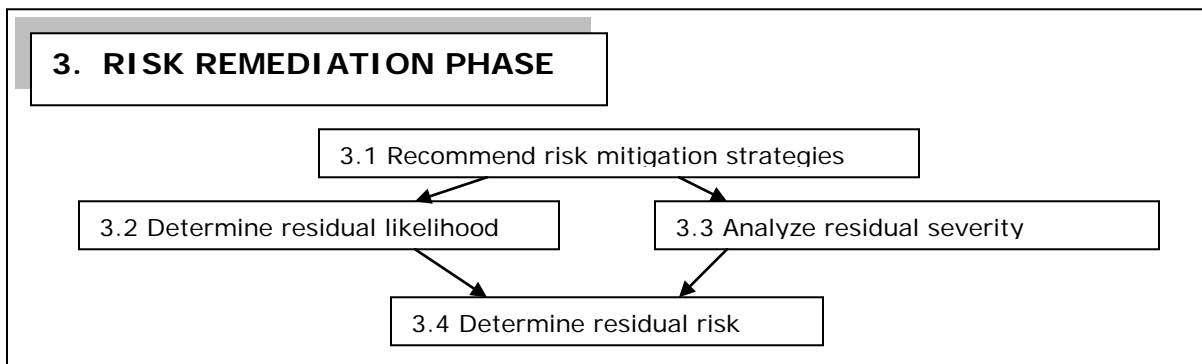 3. RISK REMEDIATION PHASE
3.1 Recommend risk mitigation strategies
3.2 Determine residual likelihood
3.3 Analyze residual severity
3.4 Determine residual risk